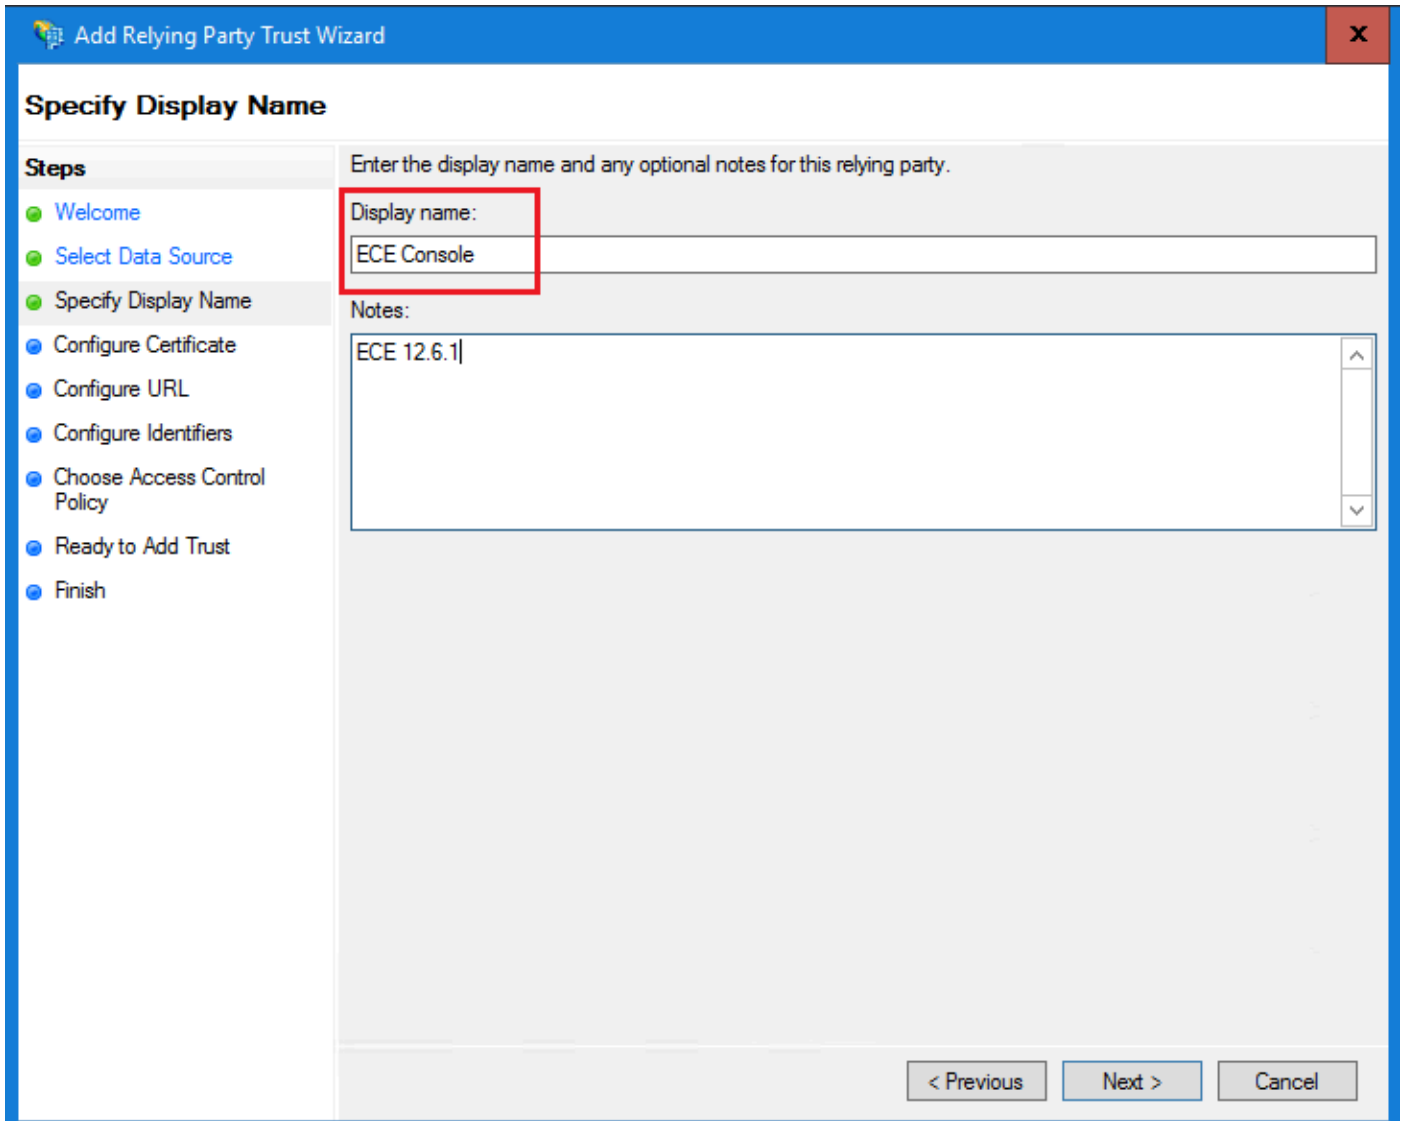 Add Relying Party Trust Wizard
x
Specify Display Name
Steps
Welcome
Select Data Source
Specify Display Name
Configure Certificate
Configure URL
Configure Identifiers
Choose Access Control
Policy
Ready to Add Trust
Finish
Enter the display name and any optional notes for this relying party.
Display name:
ECE Console
Notes:
ECE 12.6.1
< Previous
Next >
Cancel